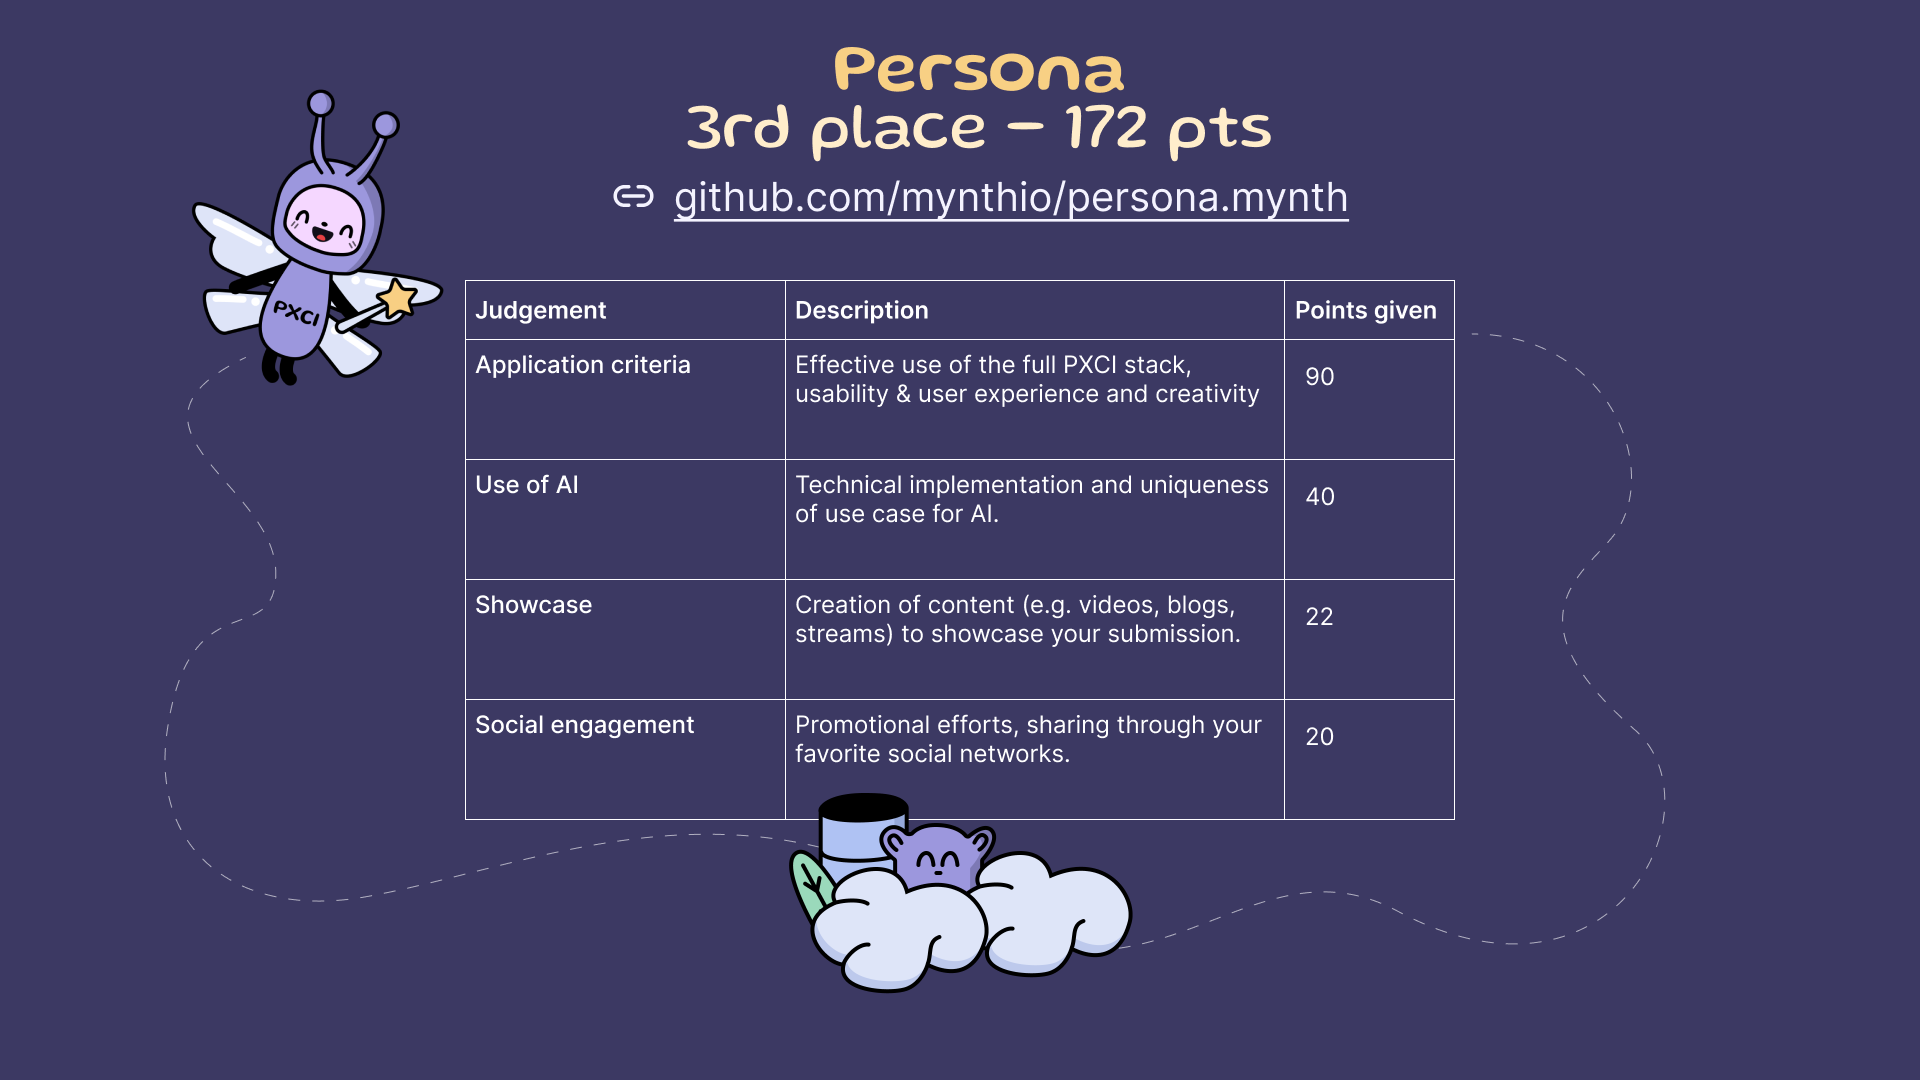 Persona
3rd place – 172 pts
github.com/mynthio/persona.mynth
PXCI
Judgement
Description
Points given
Application criteria
Effective use of the full PXCI stack,
usability & user experience and creativity
90
Use of AI
Technical implementation and uniqueness
of use case for AI.
40
Showcase
Creation of content (e.g. videos, blogs,
streams) to showcase your submission.
22
Social engagement
Promotional efforts, sharing through your
favorite social networks.
20